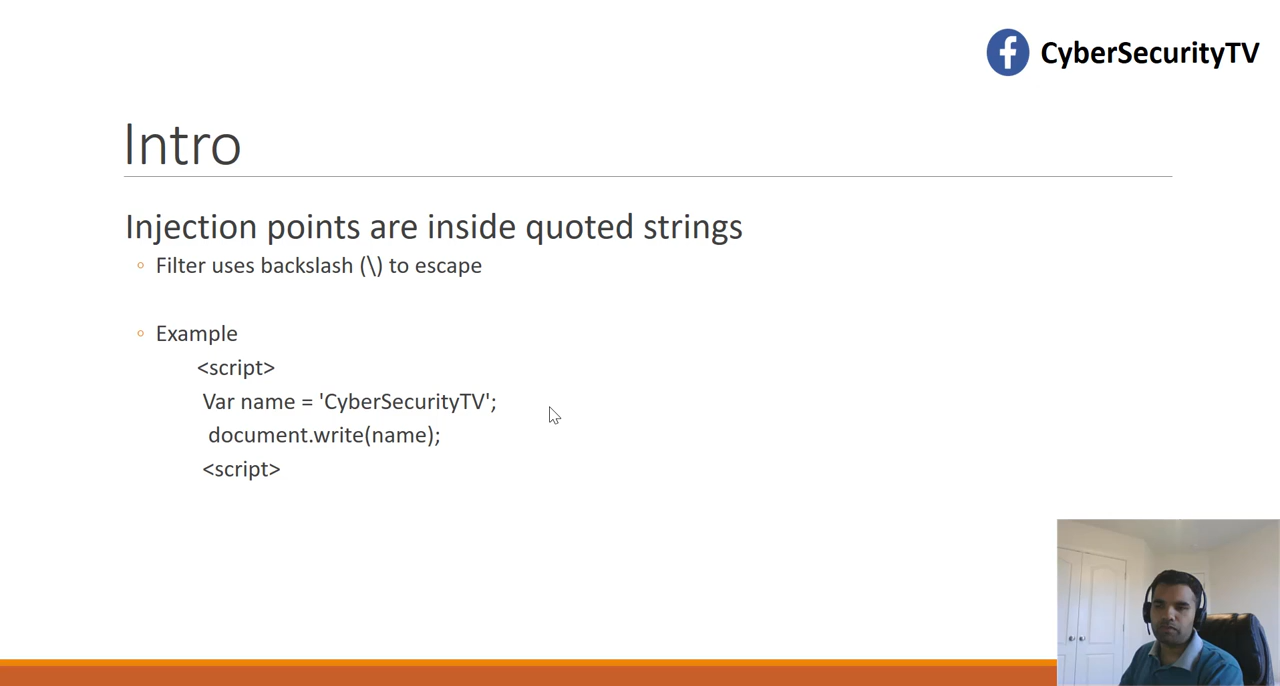 CyberSecurityTV
Intro
Injection points are inside quoted strings
Filter uses backslash (\) to escape
Example
<script>
Var name = 'CyberSecurityTV';
document.write(name);
<script>